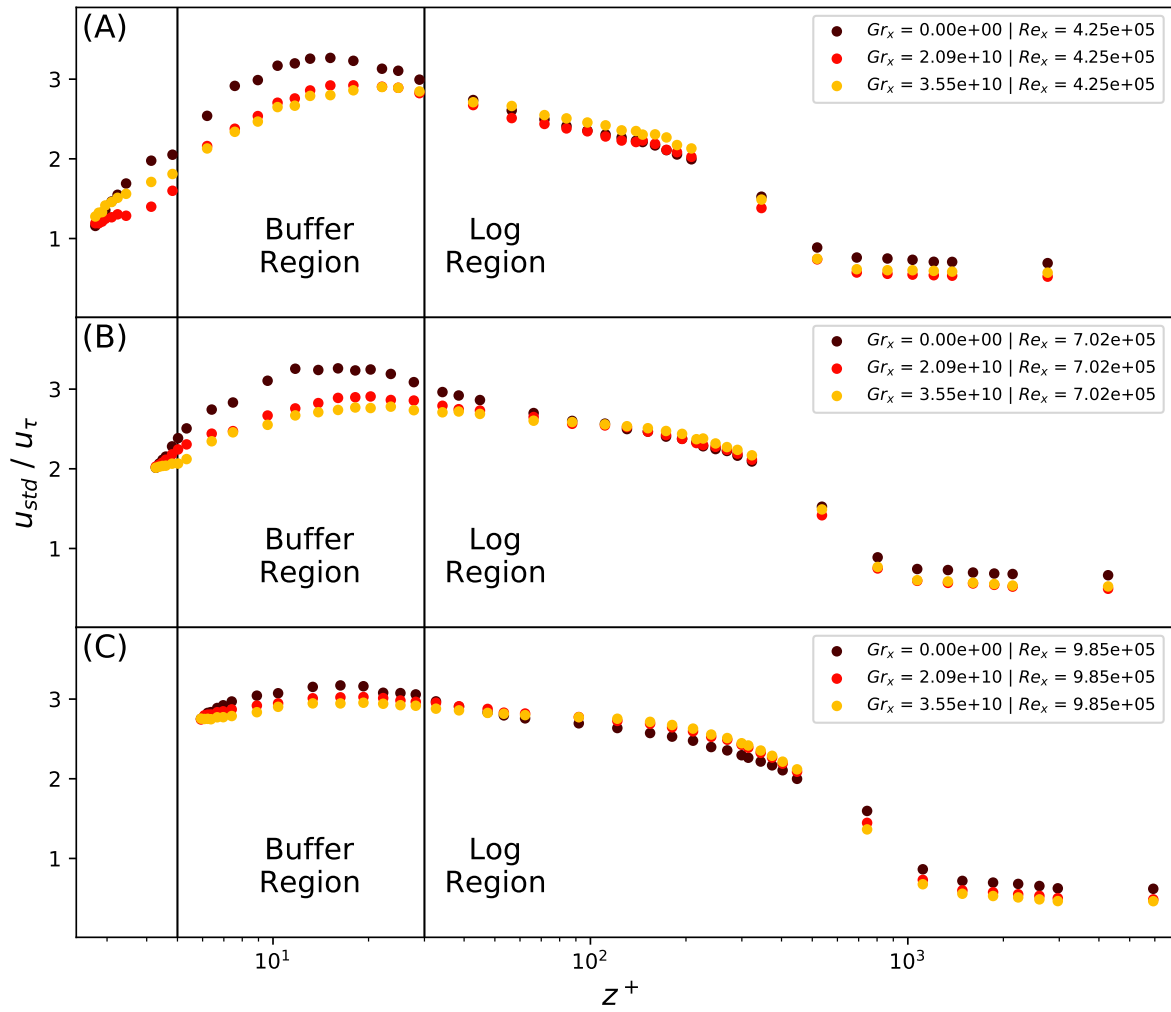 (A)
Gr_x = 0.00e+00 | Re_x = 4.25e+05
Gr_x = 2.09e+10 | Re_x = 4.25e+05
Gr_x = 3.55e+10 | Re_x = 4.25e+05
3
2
1
Buffer
Region
Log
Region
(B)
Gr_x = 0.00e+00 | Re_x = 7.02e+05
Gr_x = 2.09e+10 | Re_x = 7.02e+05
Gr_x = 3.55e+10 | Re_x = 7.02e+05
3
2
1
u_std / u_τ
Buffer
Region
Log
Region
(C)
Gr_x = 0.00e+00 | Re_x = 9.85e+05
Gr_x = 2.09e+10 | Re_x = 9.85e+05
Gr_x = 3.55e+10 | Re_x = 9.85e+05
3
2
1
Buffer
Region
Log
Region
10^1
10^2
10^3
z^+